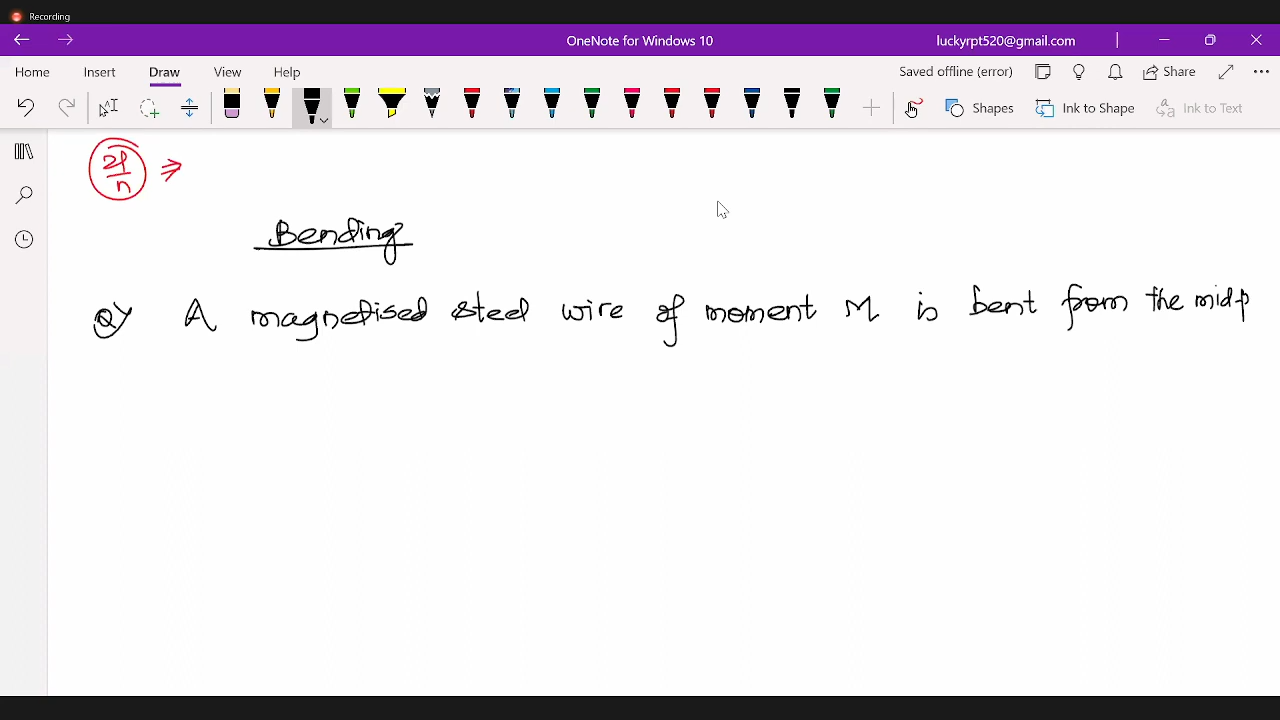 Recording
OneNote for Windows 10
luckyrpt520@gmail.com
Home Insert Draw View Help
Saved offline (error)
Share
Shapes
Ink to Shape
Ink to Text
2l/n ⇒
Bending
Q) A magnetised steel wire of moment M is bent from the midp